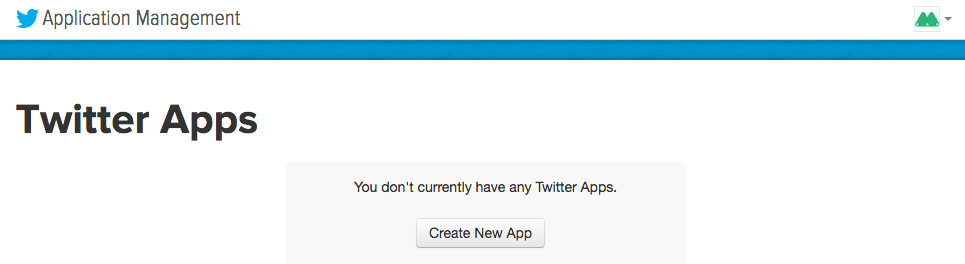 Application Management
Twitter Apps
You don't currently have any Twitter Apps.
Create New App